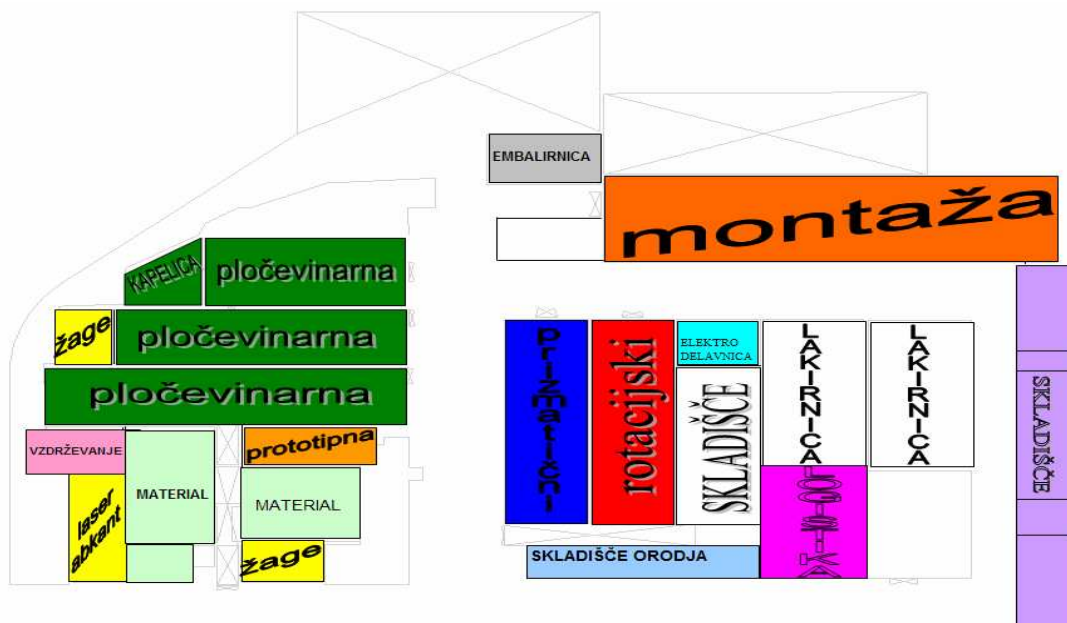 EMBALIRNICA
montaža
KAPELICA
pločevinarna
žage
pločevinarna
pločevinarna
VZDRŽEVANJE
MATERIAL
prototipna
MATERIAL
laser
abkant
žage
prizmatični
rotacijski
ELEKTRO
DELAVNICA
SKLADIŠČE
LAKIRNICA
LAKIRNICA
LOGISTIKA
SKLADIŠČE ORODJA
SKLADIŠČE